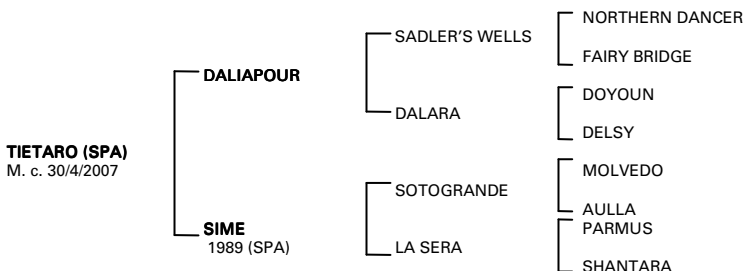 NORTHERN DANCER
SADLER'S WELLS
FAIRY BRIDGE
DALIAPOUR
DOYOUN
DALARA
DELSY
TIETARO (SPA)
M. c. 30/4/2007
MOLVEDO
SOTOGRANDE
AULLA
SIME
1989 (SPA)
PARMUS
LA SERA
SHANTARA